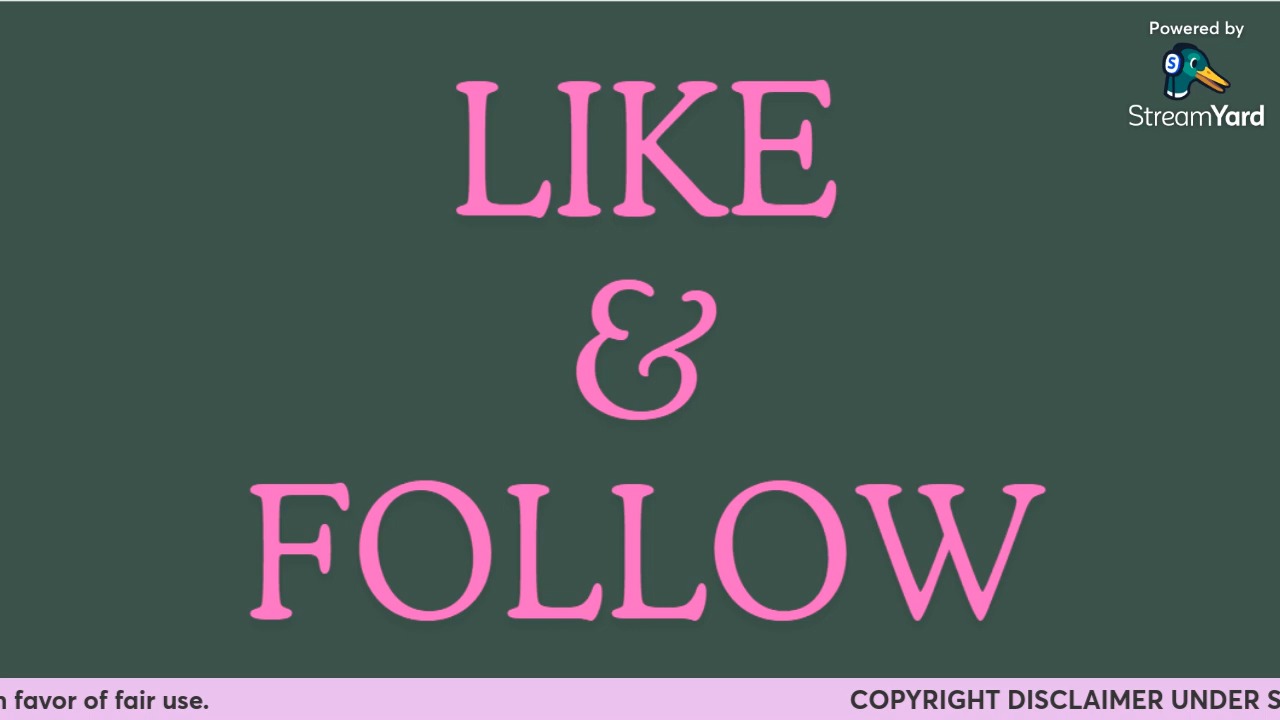 Powered by
S
StreamYard
LIKE
&
FOLLOW
favor of fair use.
COPYRIGHT DISCLAIMER UNDER